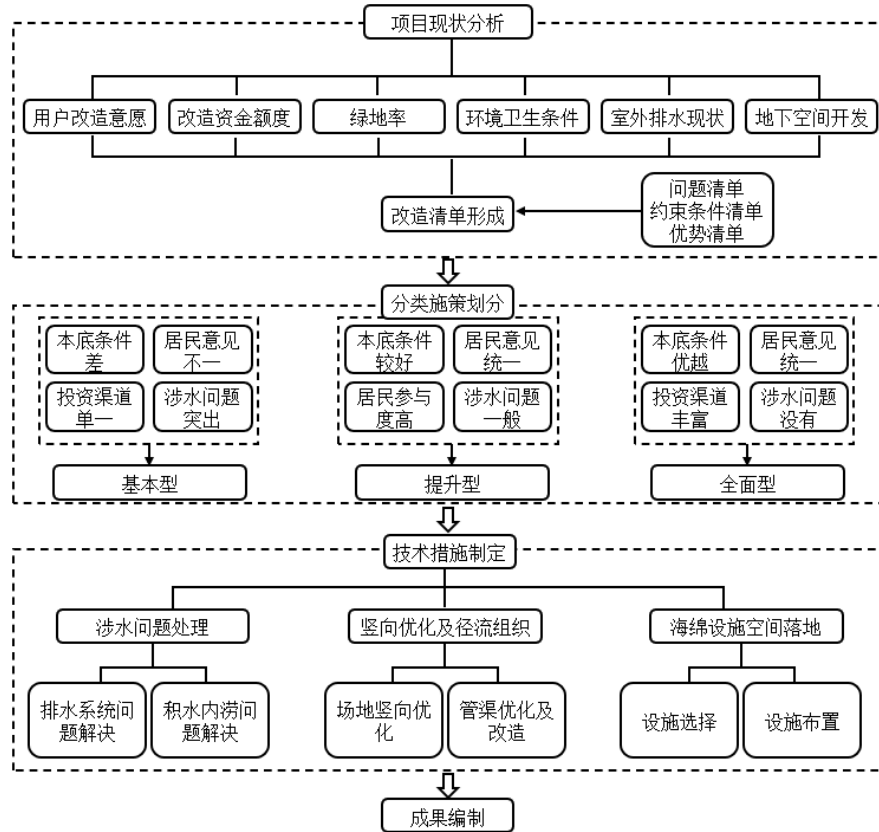 项目现状分析
用户改造意愿
改造资金额度
绿地率
环境卫生条件
室外排水现状
地下空间开发
问题清单
约束条件清单
优势清单
改造清单形成
分类施策划分
本底条件
差
居民意见
不一
投资渠道
单一
涉水问题
突出
本底条件
较好
居民意见
统一
居民参与
度高
涉水问题
一般
本底条件
优越
居民意见
统一
投资渠道
丰富
涉水问题
没有
基本型
提升型
全面型
技术措施制定
涉水问题处理
竖向优化及径流组织
海绵设施空间落地
排水系统问
题解决
积水内涝问
题解决
场地竖向优
化
管渠优化及
改造
设施选择
设施布置
成果编制